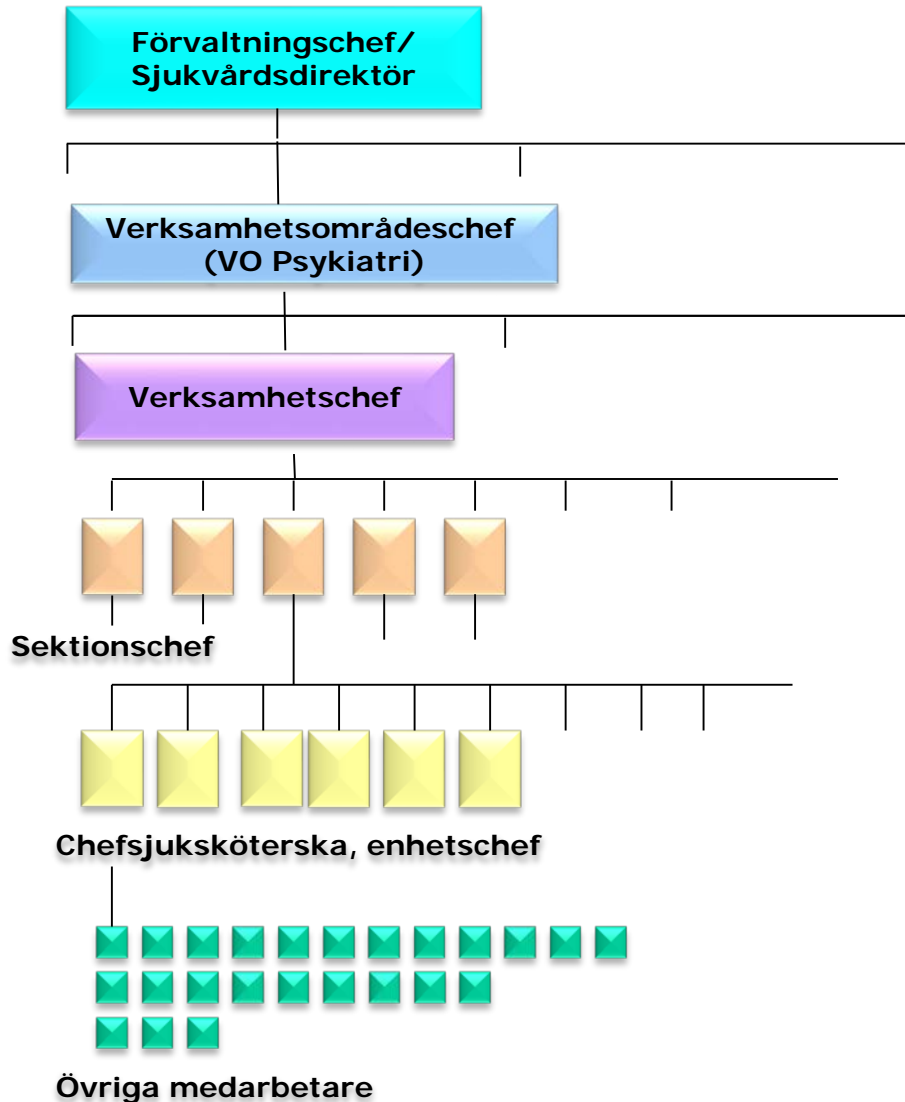 Förvaltningschef/
Sjukvårdsdirektör
Verksamhetsområdeschef
(VO Psykiatri)
Verksamhetschef
Sektionschef
Chefsjuksköterska, enhetschef
Övriga medarbetare